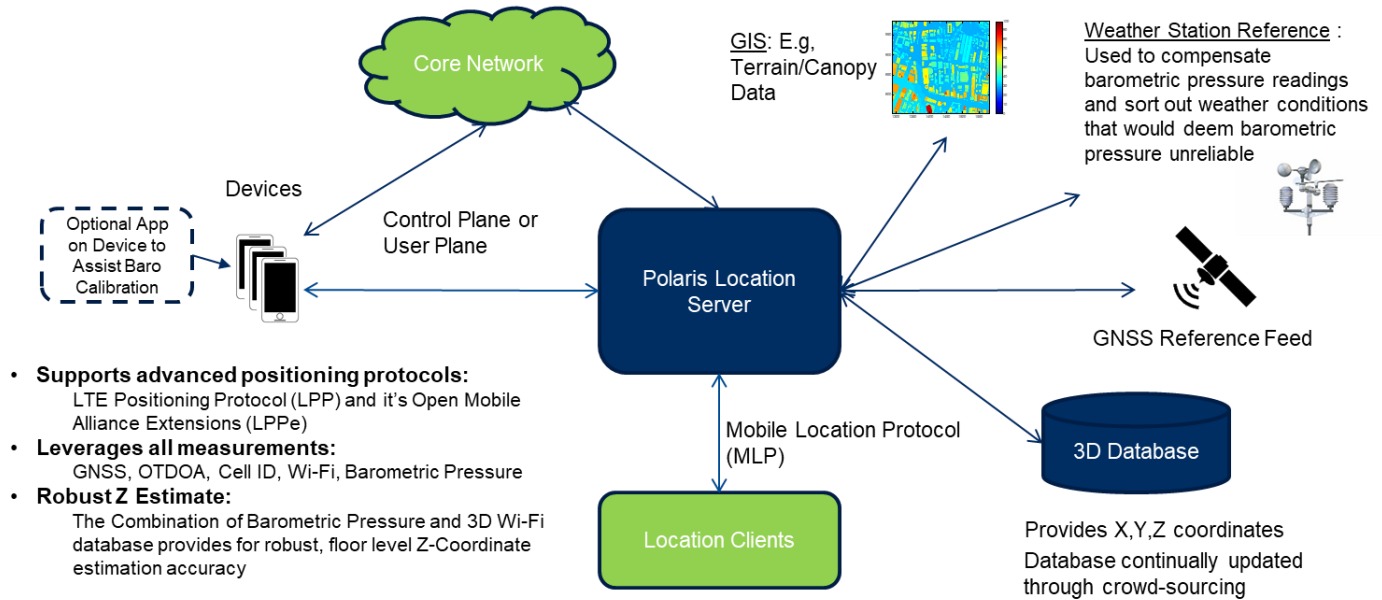 Core Network
GIS: E.g,
Terrain/Canopy
Data
Weather Station Reference :
Used to compensate
barometric pressure readings
and sort out weather conditions
that would deem barometric
pressure unreliable
Devices
Optional App
on Device to
Assist Baro
Calibration
Control Plane or
User Plane
Polaris Location
Server
GNSS Reference Feed
• Supports advanced positioning protocols:
LTE Positioning Protocol (LPP) and it's Open Mobile
Alliance Extensions (LPPe)
• Leverages all measurements:
GNSS, OTDOA, Cell ID, Wi-Fi, Barometric Pressure
• Robust Z Estimate:
The Combination of Barometric Pressure and 3D Wi-Fi
database provides for robust, floor level Z-Coordinate
estimation accuracy
Mobile Location Protocol
(MLP)
Location Clients
3D Database
Provides X,Y,Z coordinates
Database continually updated
through crowd-sourcing